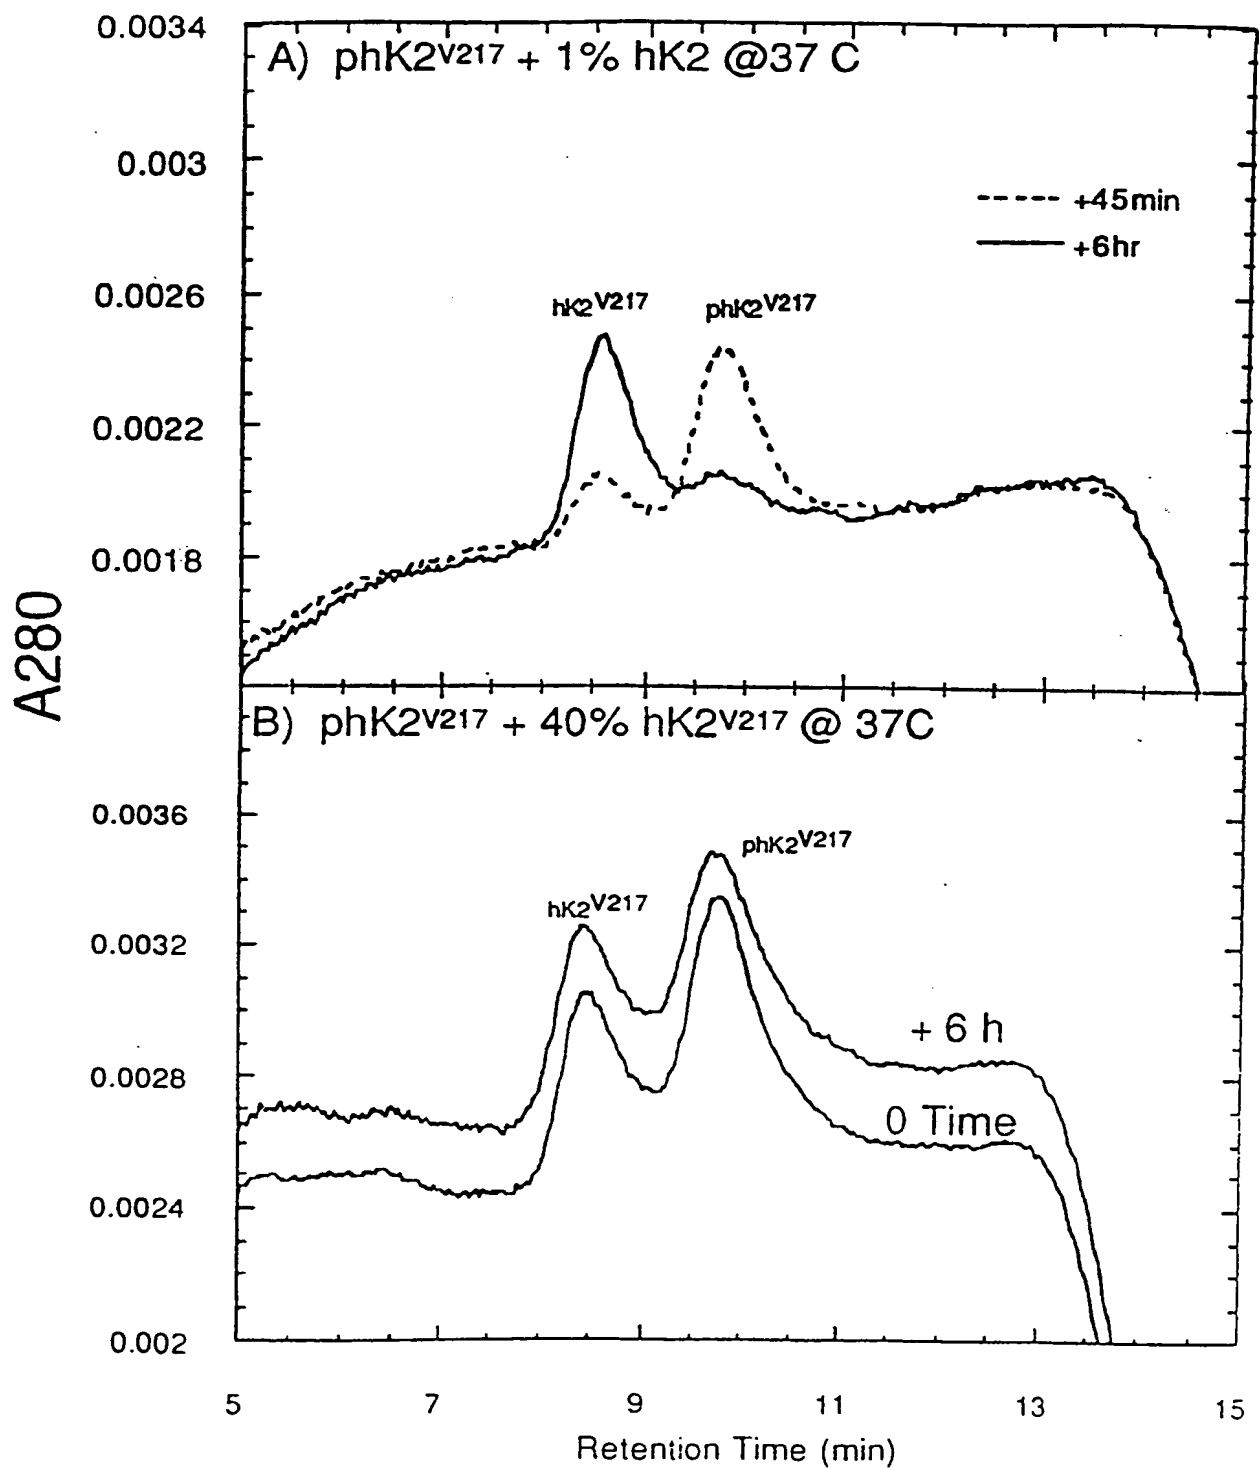 0.0034
A) phK2V217 + 1% hK2 @37 C
0.003
+45min
+6hr
0.0026
hK2V217
phK2V217
0.0022
0.0018
A280
B) phK2V217 + 40% hK2V217 @ 37C
0.0036
phK2V217
hK2V217
0.0032
+ 6 h
0.0028
0 Time
0.0024
0.002
5 7 9 11 13 15
Retention Time (min)